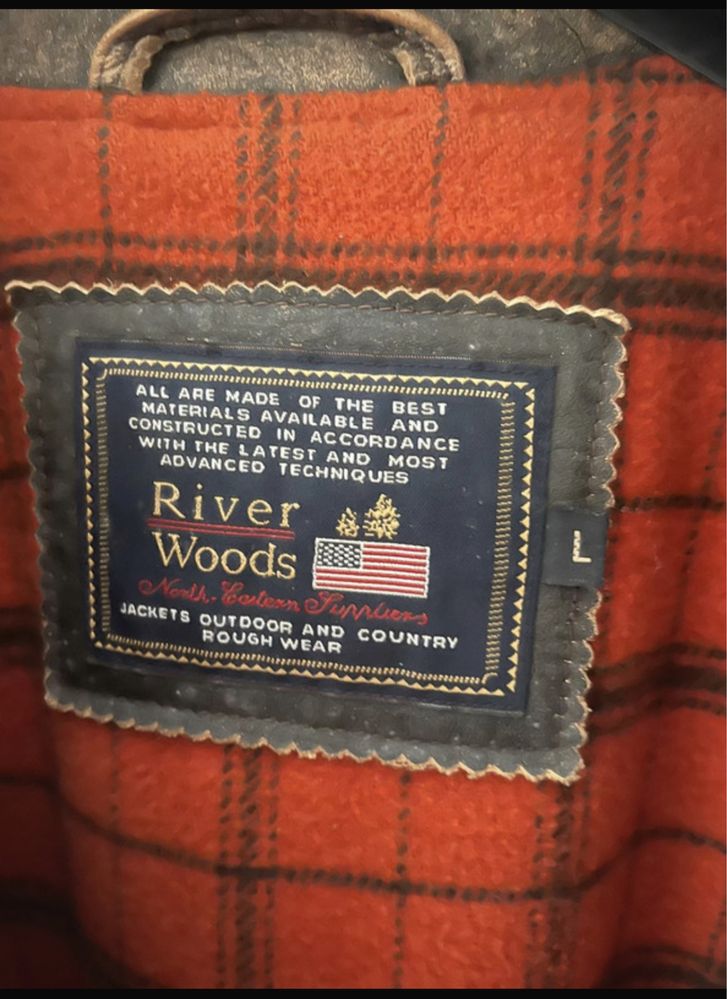 ALL ARE MADE OF THE BEST
MATERIALS AVAILABLE AND
CONSTRUCTED IN ACCORDANCE
WITH THE LATEST AND MOST
ADVANCED TECHNIQUES
River
Woods
North-Eastern Suppliers
JACKETS OUTDOOR AND COUNTRY
ROUGH WEAR
L